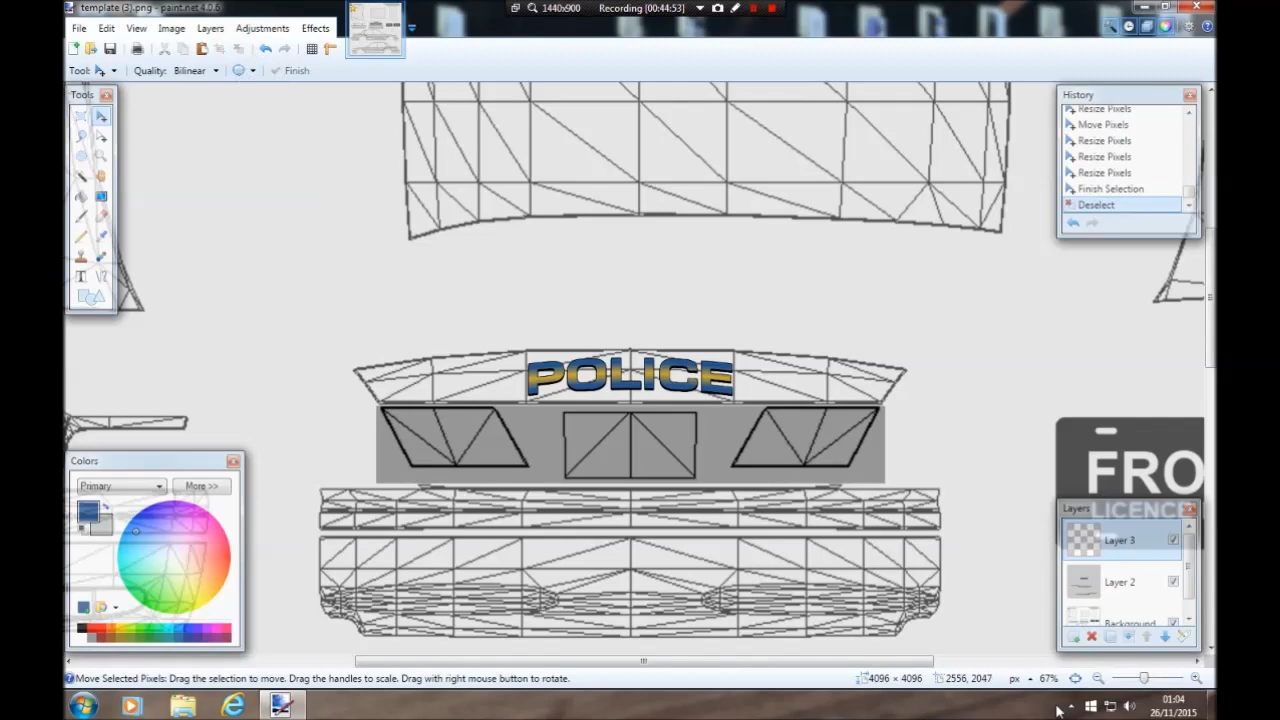 template (3).png - paint.net 4.0.6
1440x900 Recording [00:44:53]
File Edit View Image Layers Adjustments Effects
Tool: Quality: Bilinear Finish
Tools
History
Resize Pixels
Move Pixels
Resize Pixels
Resize Pixels
Resize Pixels
Finish Selection
Deselect
POLICE
Colors
Primary More >>
FRO
LICENCE
Layers
Layer 3
Layer 2
Background
Move Selected Pixels: Drag the selection to move. Drag the handles to scale. Drag with right mouse button to rotate.
4096 × 4096 2556, 2047 px 67%
01:04
26/11/2015